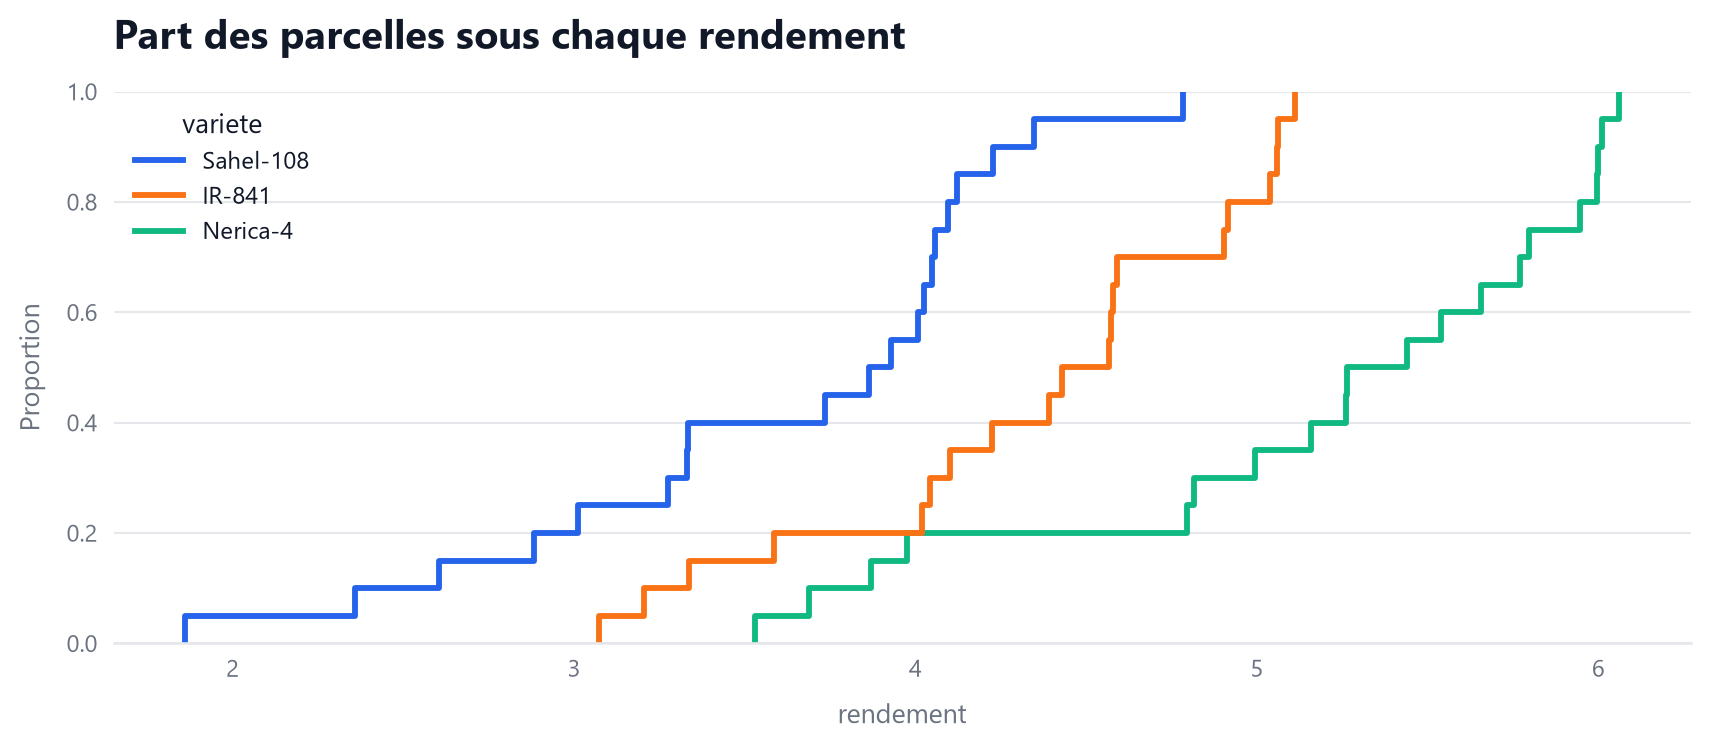 Part des parcelles sous chaque rendement
1.0
0.8
0.6
0.4
0.2
0.0
Proportion
variete
Sahel-108
IR-841
Nerica-4
2
3
4
5
6
rendement